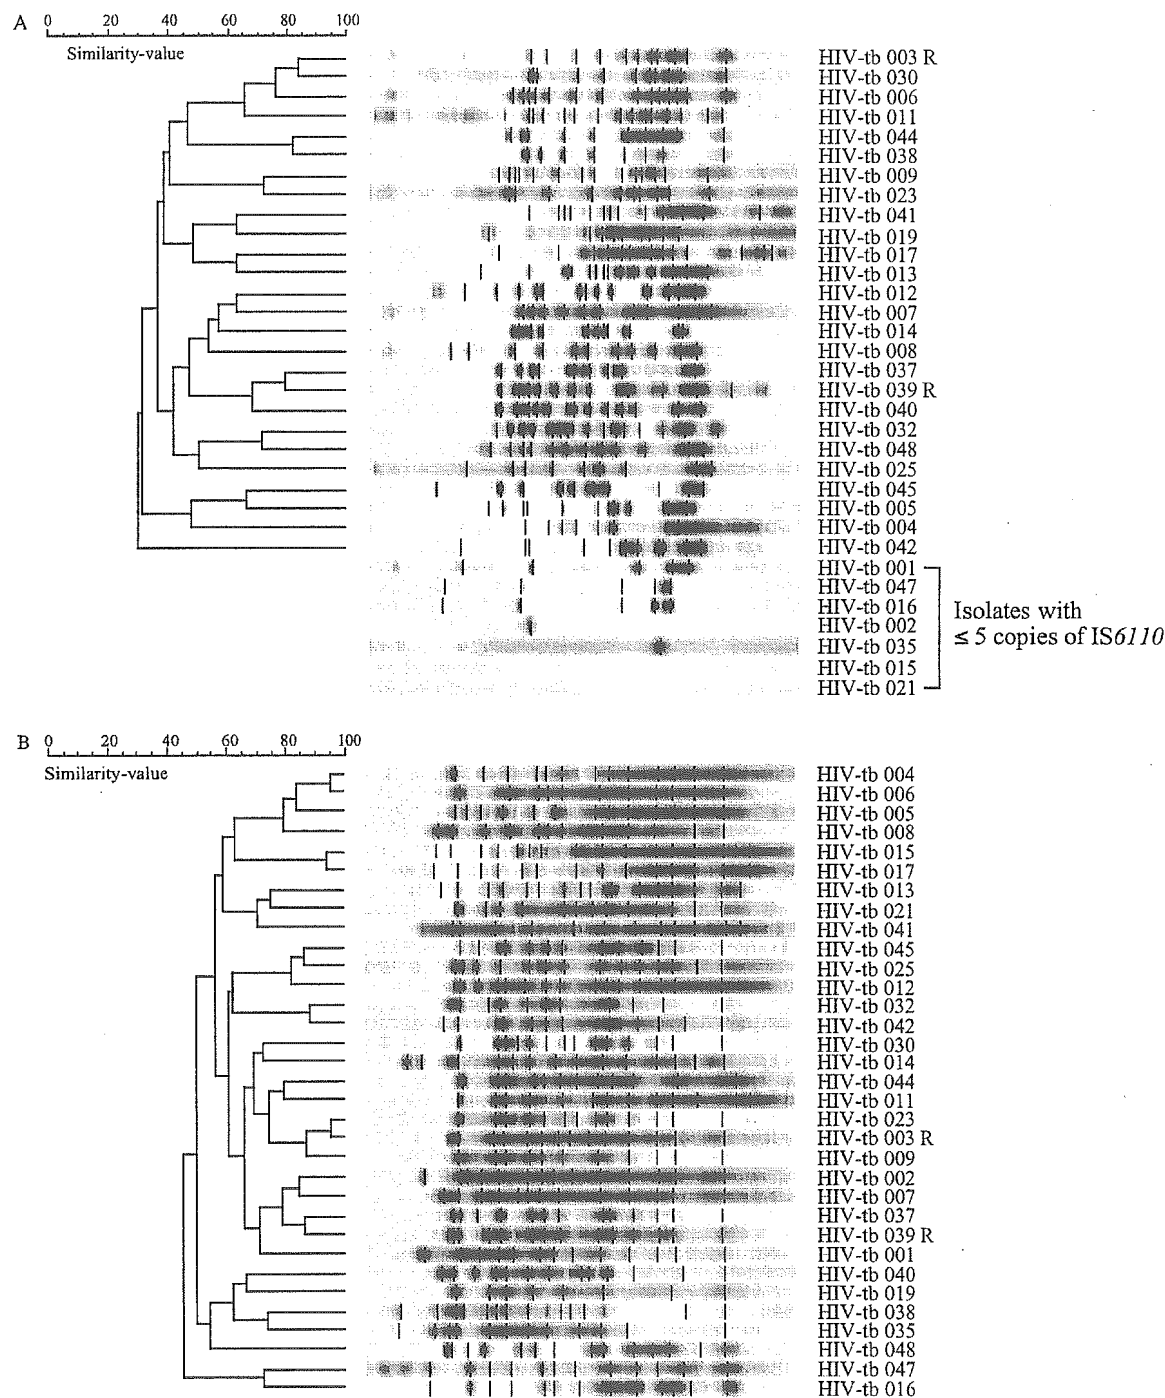 A 0 20 40 60 80 100
Similarity-value
HIV-tb 003 R
HIV-tb 030
HIV-tb 006
HIV-tb 011
HIV-tb 044
HIV-tb 038
HIV-tb 009
HIV-tb 023
HIV-tb 041
HIV-tb 019
HIV-tb 017
HIV-tb 013
HIV-tb 012
HIV-tb 007
HIV-tb 014
HIV-tb 008
HIV-tb 037
HIV-tb 039 R
HIV-tb 040
HIV-tb 032
HIV-tb 048
HIV-tb 025
HIV-tb 045
HIV-tb 005
HIV-tb 004
HIV-tb 042
HIV-tb 001
HIV-tb 047
HIV-tb 016
HIV-tb 002
HIV-tb 035
HIV-tb 015
HIV-tb 021
Isolates with
≤ 5 copies of IS6110
B 0 20 40 60 80 100
Similarity-value
HIV-tb 004
HIV-tb 006
HIV-tb 005
HIV-tb 008
HIV-tb 015
HIV-tb 017
HIV-tb 013
HIV-tb 021
HIV-tb 041
HIV-tb 045
HIV-tb 025
HIV-tb 012
HIV-tb 032
HIV-tb 042
HIV-tb 030
HIV-tb 014
HIV-tb 044
HIV-tb 011
HIV-tb 023
HIV-tb 003 R
HIV-tb 009
HIV-tb 002
HIV-tb 007
HIV-tb 037
HIV-tb 039 R
HIV-tb 001
HIV-tb 040
HIV-tb 019
HIV-tb 038
HIV-tb 035
HIV-tb 048
HIV-tb 047
HIV-tb 016